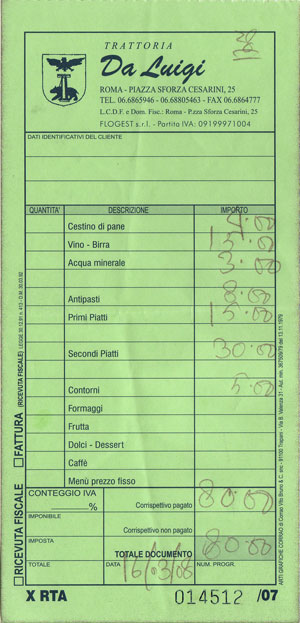 28
TRATTORIA
Da Luigi
ROMA - PIAZZA SFORZA CESARINI, 25
TEL. 06.6865946 - 06.68805463 - FAX 06.6864777
L.C.D.F. e Dom. Fisc.: Roma - P.zza Sforza Cesarini, 25
FLOGEST s.r.l. - Partita IVA: 09199971004
DATI IDENTIFICATIVI DEL CLIENTE
QUANTITA' DESCRIZIONE IMPORTO
Cestino di pane 4.00
Vino - Birra 15.00
Acqua minerale 3.00
Antipasti 8.00
Primi Piatti 15.00
Secondi Piatti 30.00
Contorni 5.00
Formaggi
Frutta
Dolci - Dessert
Caffè
Menù prezzo fisso
CONTEGGIO IVA
% Corrispettivo pagato 80.00
IMPONIBILE
Corrispettivo non pagato
IMPOSTA
TOTALE DOCUMENTO 80.00
TOTALE DATA 16/03/08 NUM. PROGR.
X RTA 014512 /07
RICEVUTA FISCALE FATTURA (RICEVUTA FISCALE)